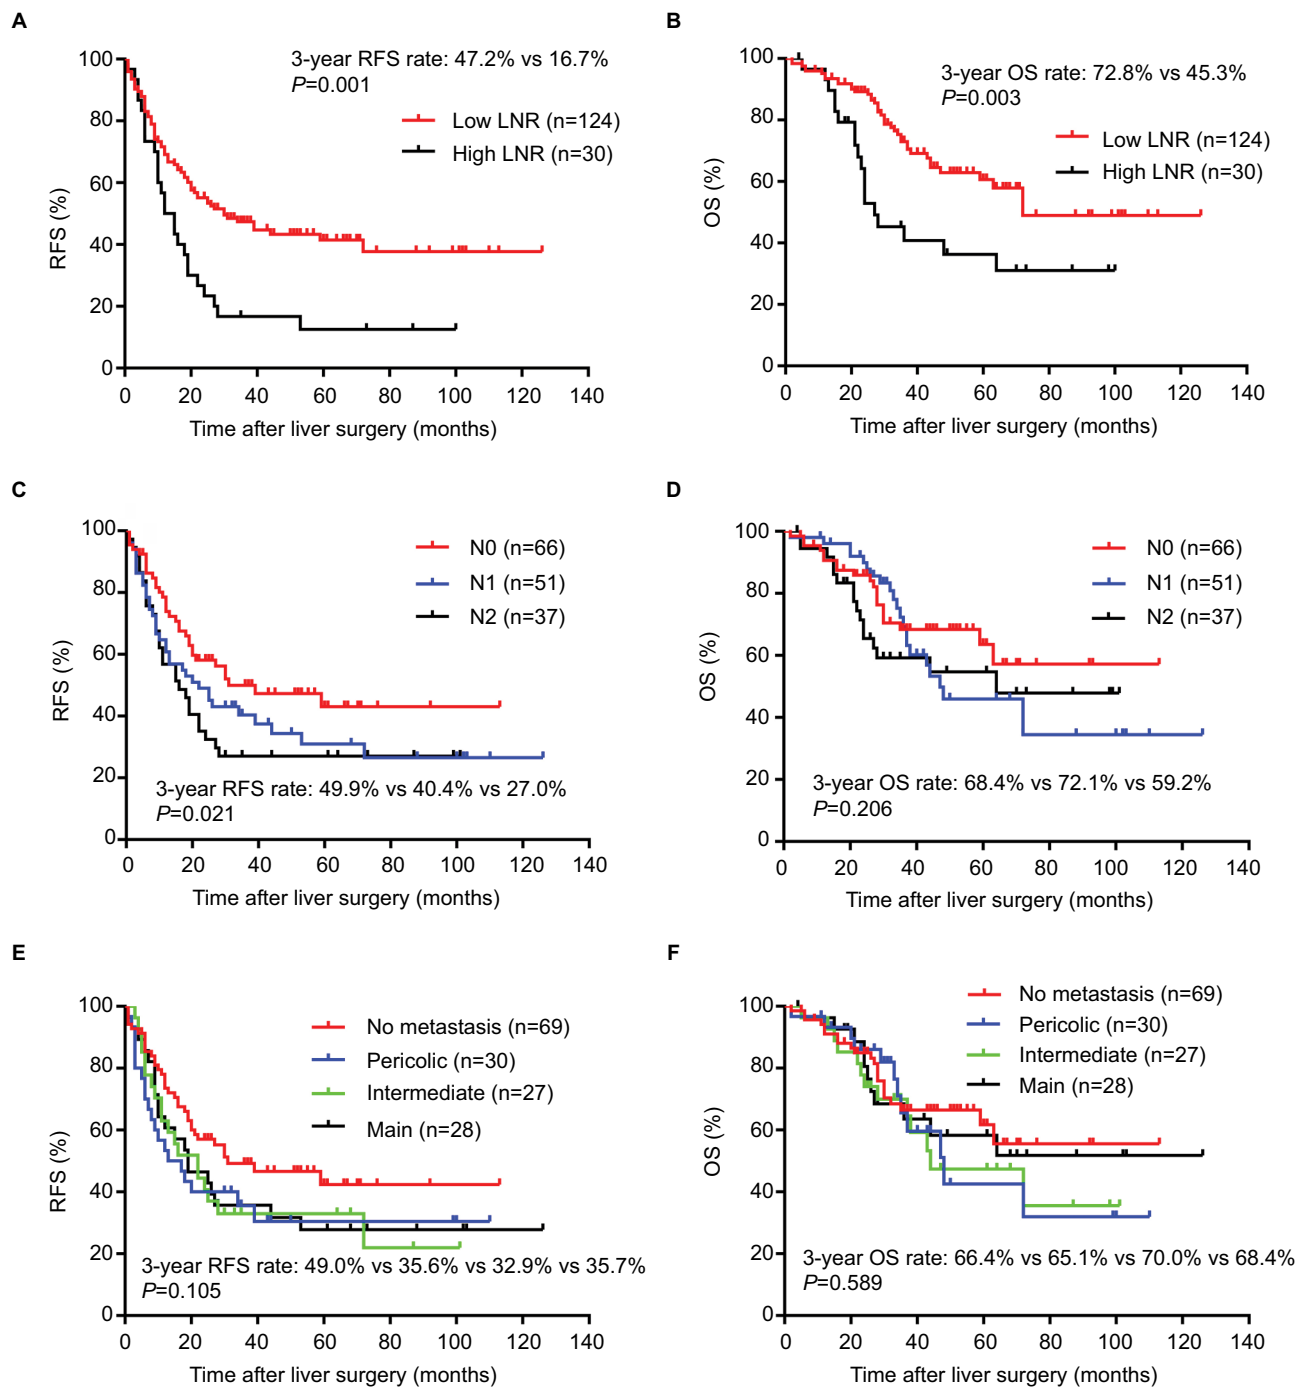 A
3-year RFS rate: 47.2% vs 16.7%
P=0.001
Low LNR (n=124)
High LNR (n=30)
RFS (%)
100
80
60
40
20
0
0 20 40 60 80 100 120 140
Time after liver surgery (months)
B
3-year OS rate: 72.8% vs 45.3%
P=0.003
Low LNR (n=124)
High LNR (n=30)
OS (%)
100
80
60
40
20
0
0 20 40 60 80 100 120 140
Time after liver surgery (months)
C
N0 (n=66)
N1 (n=51)
N2 (n=37)
RFS (%)
100
80
60
40
20
0
3-year RFS rate: 49.9% vs 40.4% vs 27.0%
P=0.021
0 20 40 60 80 100 120 140
Time after liver surgery (months)
D
N0 (n=66)
N1 (n=51)
N2 (n=37)
OS (%)
100
80
60
40
20
0
3-year OS rate: 68.4% vs 72.1% vs 59.2%
P=0.206
0 20 40 60 80 100 120 140
Time after liver surgery (months)
E
No metastasis (n=69)
Pericolic (n=30)
Intermediate (n=27)
Main (n=28)
RFS (%)
100
80
60
40
20
0
3-year RFS rate: 49.0% vs 35.6% vs 32.9% vs 35.7%
P=0.105
0 20 40 60 80 100 120 140
Time after liver surgery (months)
F
No metastasis (n=69)
Pericolic (n=30)
Intermediate (n=27)
Main (n=28)
OS (%)
100
80
60
40
20
0
3-year OS rate: 66.4% vs 65.1% vs 70.0% vs 68.4%
P=0.589
0 20 40 60 80 100 120 140
Time after liver surgery (months)